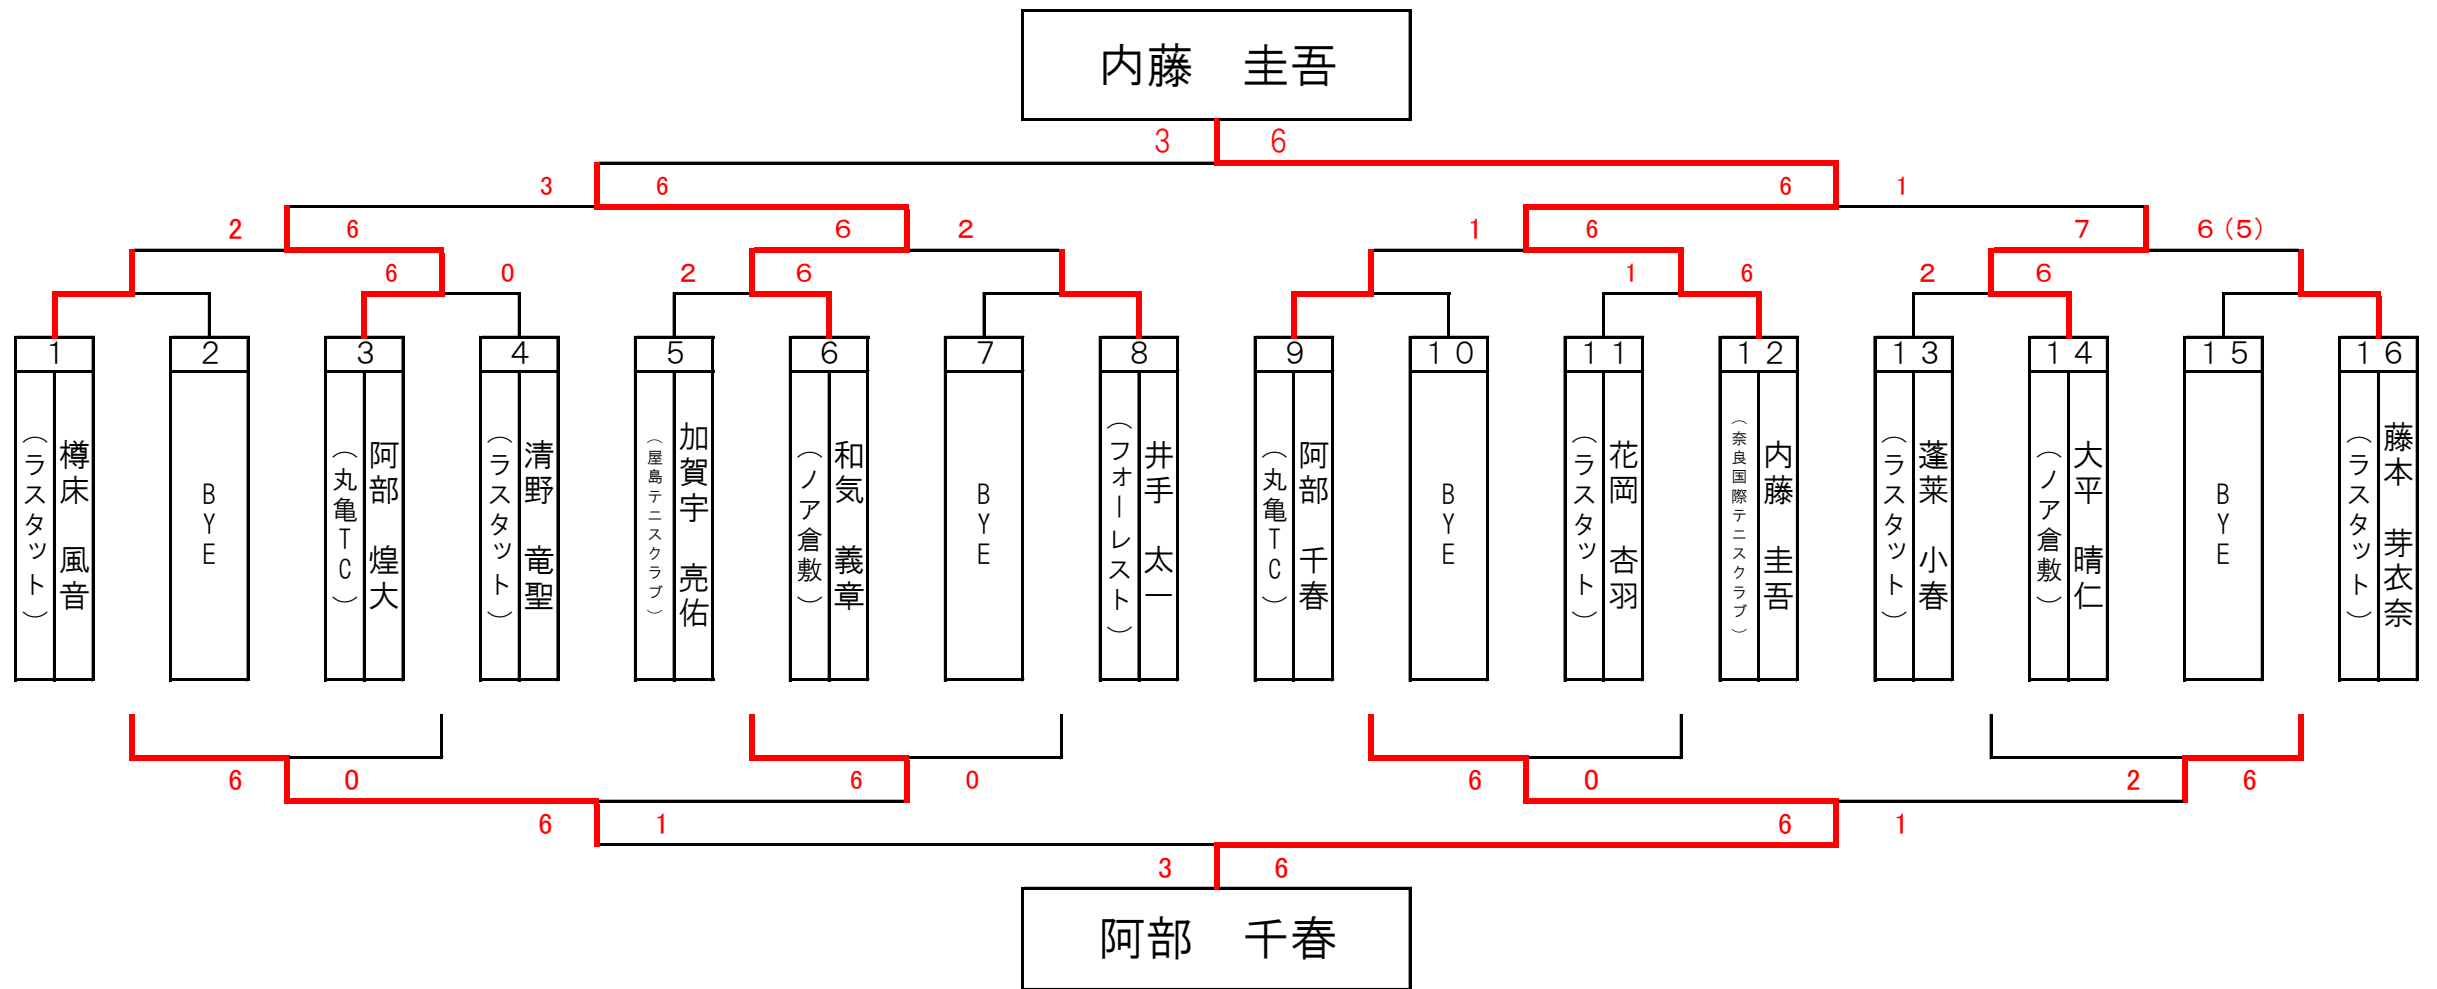 内藤 圭吾
3 6
3 6 6 1
2 6 6 2 1 6 7 6(5)
6 0 2 6 1 6 2 6
1 2 3 4 5 6 7 8 9 10 11 12 13 14 15 16
樽床 風音
(ラスタット)
BYE
阿部 煌大
(丸亀TC)
清野 竜聖
(ラスタット)
加賀宇 亮佑
(屋島テニスクラブ)
和気 義章
(ノア倉敷)
BYE
井手 太一
(フォーレスト)
阿部 千春
(丸亀TC)
BYE
花岡 杏羽
(ラスタット)
内藤 圭吾
(奈良国際テニスクラブ)
蓬莱 小春
(ラスタット)
大平 晴仁
(ノア倉敷)
BYE
藤本 芽衣奈
(ラスタット)
6 0 6 0 6 0 2 6
6 1 6 1
3 6
阿部 千春